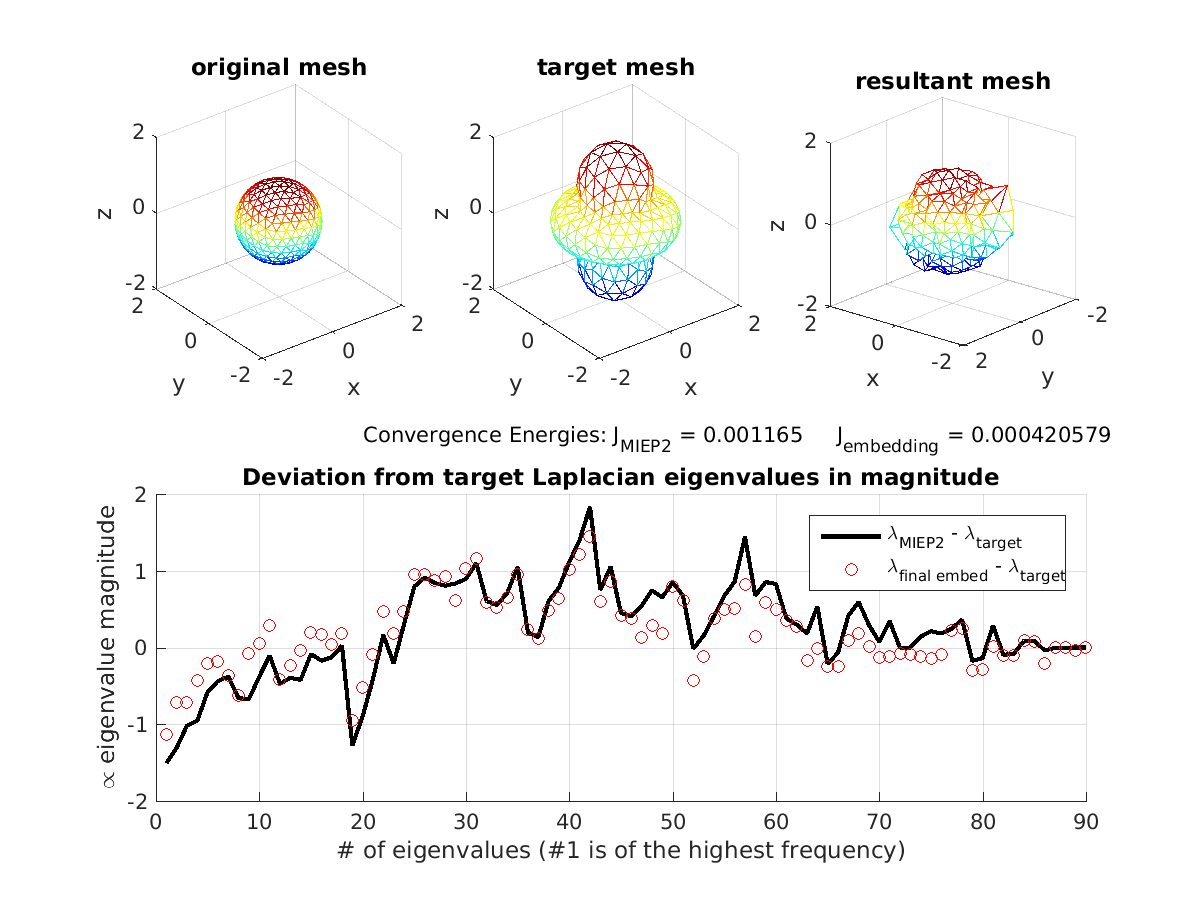 original mesh
target mesh
resultant mesh
2
0
-2
z
2
0
-2
y
-2
0
2
x
2
0
-2
z
2
0
-2
y
-2
0
2
x
2
0
-2
z
2
0
-2
x
2
0
-2
y
Convergence Energies: J_MIEP2 = 0.001165 J_embedding = 0.000420579
Deviation from target Laplacian eigenvalues in magnitude
λ_MIEP2 - λ_target
λ_final embed - λ_target
2
1
0
-1
-2
∝ eigenvalue magnitude
0 10 20 30 40 50 60 70 80 90
# of eigenvalues (#1 is of the highest frequency)